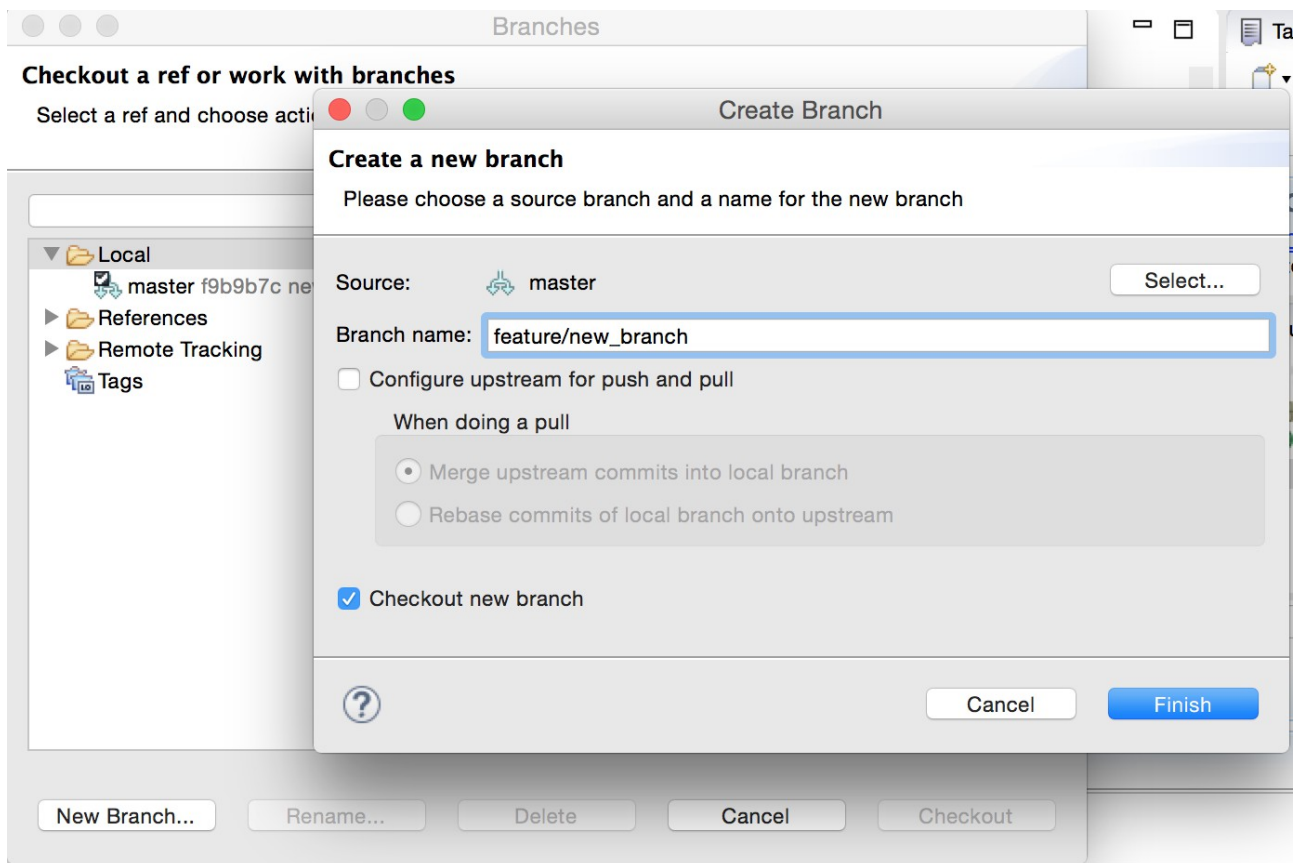 Branches
Ta
Checkout a ref or work with branches
Select a ref and choose acti
Create Branch
Create a new branch
Please choose a source branch and a name for the new branch
Local
master f9b9b7c ne
References
Remote Tracking
Tags
Source: master Select...
Branch name: feature/new_branch
Configure upstream for push and pull
When doing a pull
Merge upstream commits into local branch
Rebase commits of local branch onto upstream
Checkout new branch
? Cancel Finish
New Branch... Rename... Delete Cancel Checkout